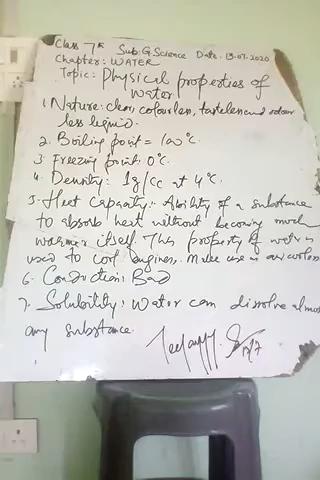 Class 7th Sub: G. Science Date. 13.07.2020
Chapter: WATER
Topic: Physical properties of
water
1. Nature: clear, colourless, tasteless and odour
less liquid.
2. Boiling point = 100°C.
3. Freezing point: 0°C.
4. Density: 1g/cc at 4°C.
5. Heat Capacity: Ability of a substance
to absorb heat without becoming much
warmer itself. This property of water is
used to cool engines. Make use in
6. Conduction: Bad
7. Solubility: Water can dissolve almost
any substance.
13/7